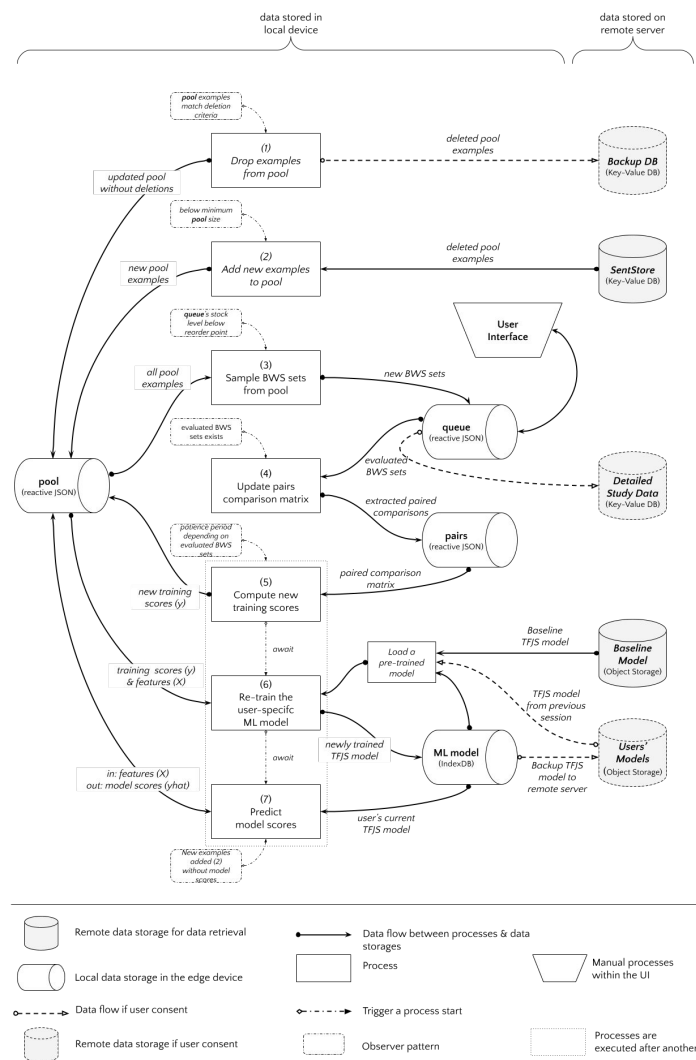 data stored in
local device
data stored on
remote server
pool examples
match deletion
criteria
(1)
Drop examples
from pool
deleted pool
examples
Backup DB
(Key-Value DB)
updated pool
without deletions
below minimum
pool size
(2)
Add new examples
to pool
deleted pool
examples
SentStore
(Key-Value DB)
new pool
examples
queue's stock
level below
reorder point
User
Interface
(3)
Sample BWS sets
from pool
new BWS sets
all pool
examples
queue
(reactive JSON)
evaluated BWS
sets exists
evaluated
BWS sets
(4)
Update pairs
comparison matrix
pool
(reactive JSON)
Detailed
Study Data
(Key-Value DB)
extracted paired
comparisons
pairs
(reactive JSON)
patience period
depending on
evaluated BWS
sets
(5)
Compute new
training scores
paired comparison
matrix
new training
scores (y)
await
Load a
pre-trained
model
Baseline
TFJS model
Baseline
Model
(Object Storage)
training scores (y)
& features (X)
(6)
Re-train the
user-specifc
ML model
TFJS model
from previous
session
newly trained
TFJS model
ML model
(IndexDB)
Users'
Models
(Object Storage)
await
Backup TFJS
model to
remote server
in: features (X)
out: model scores (yhat)
(7)
Predict
model scores
user's current
TFJS model
New examples
added (2)
without model
scores
Remote data storage for data retrieval
Data flow between processes & data
storages
Local data storage in the edge device
Process
Manual processes
within the UI
Data flow if user consent
Trigger a process start
Remote data storage if user consent
Observer pattern
Processes are
executed after another